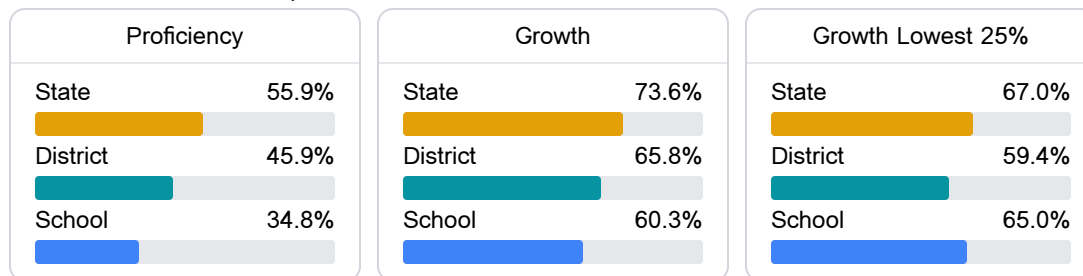 Proficiency
State 55.9%
District 45.9%
School 34.8%
Growth
State 73.6%
District 65.8%
School 60.3%
Growth Lowest 25%
State 67.0%
District 59.4%
School 65.0%